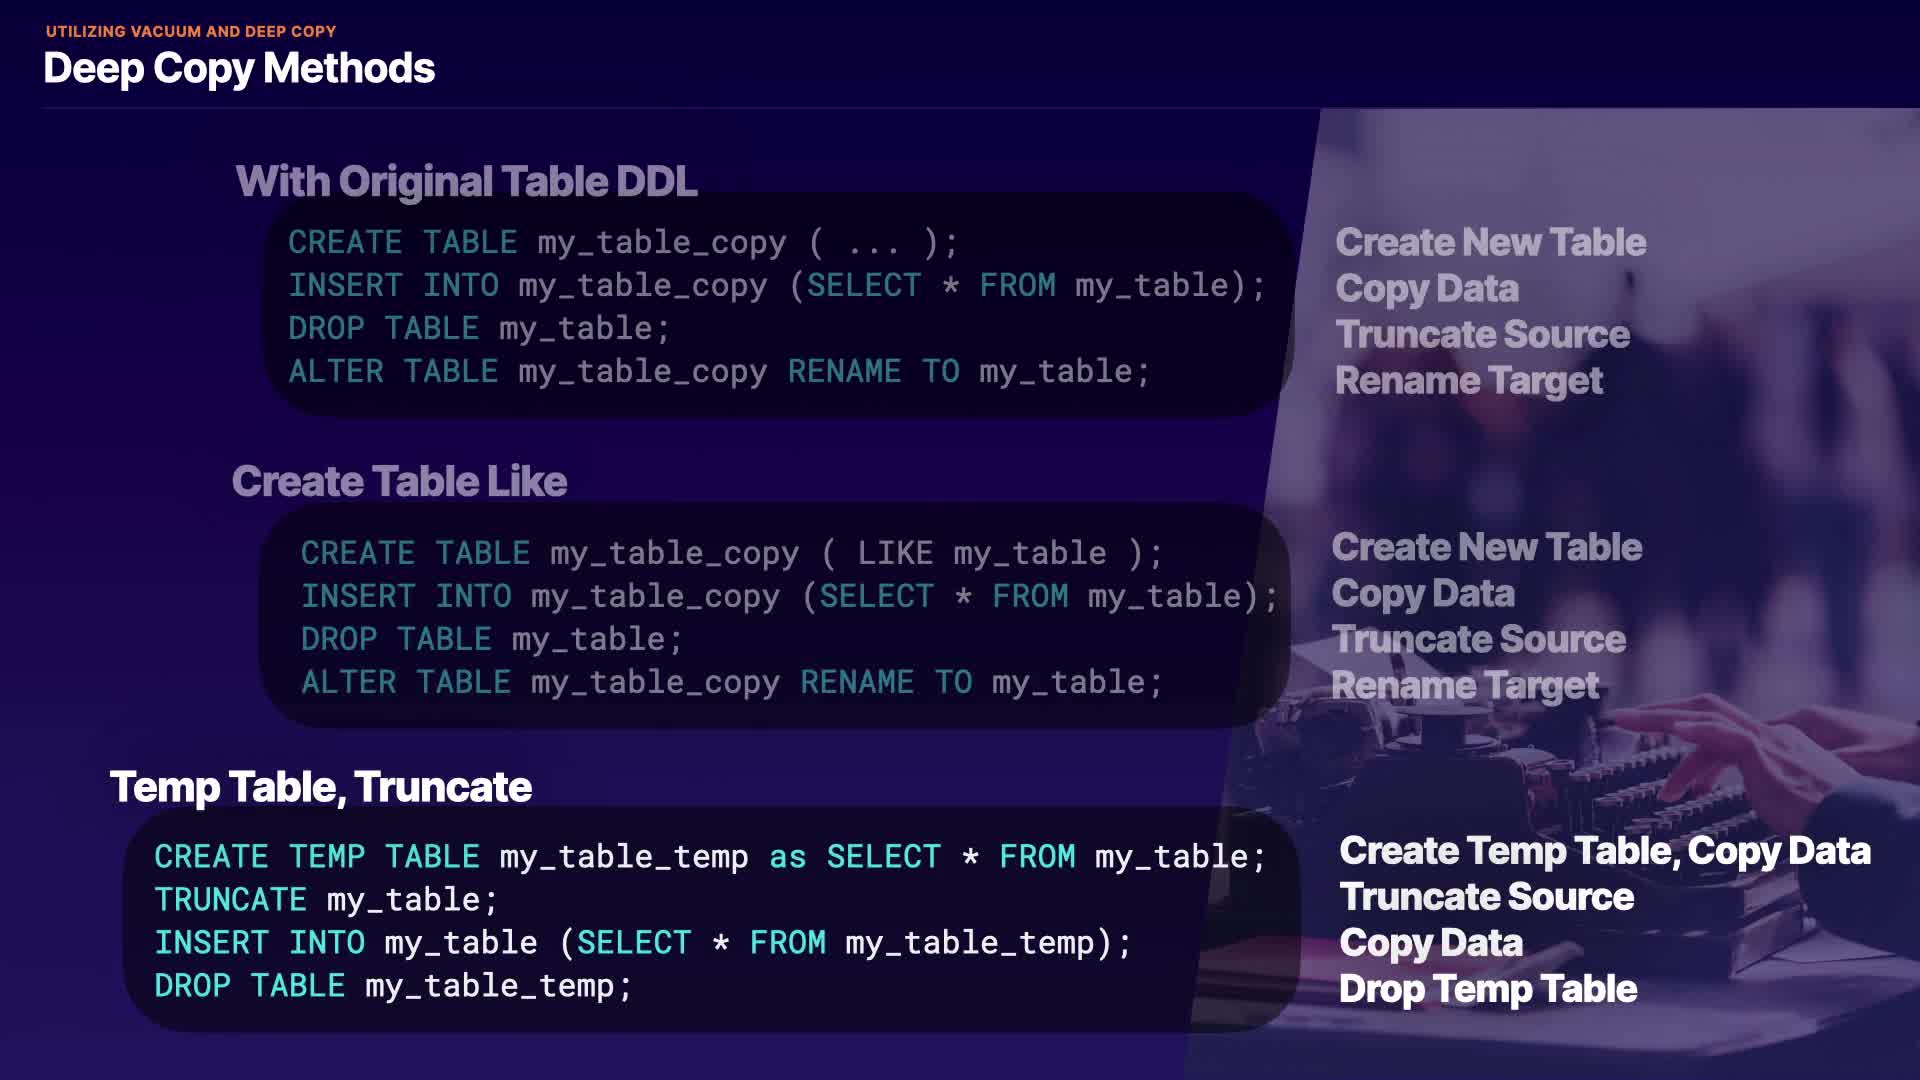 UTILIZING VACUUM AND DEEP COPY
Deep Copy Methods
With Original Table DDL
CREATE TABLE my_table_copy ( ... );
INSERT INTO my_table_copy (SELECT * FROM my_table);
DROP TABLE my_table;
ALTER TABLE my_table_copy RENAME TO my_table;
Create New Table
Copy Data
Truncate Source
Rename Target
Create Table Like
CREATE TABLE my_table_copy ( LIKE my_table );
INSERT INTO my_table_copy (SELECT * FROM my_table);
DROP TABLE my_table;
ALTER TABLE my_table_copy RENAME TO my_table;
Create New Table
Copy Data
Truncate Source
Rename Target
Temp Table, Truncate
CREATE TEMP TABLE my_table_temp as SELECT * FROM my_table;
TRUNCATE my_table;
INSERT INTO my_table (SELECT * FROM my_table_temp);
DROP TABLE my_table_temp;
Create Temp Table, Copy Data
Truncate Source
Copy Data
Drop Temp Table